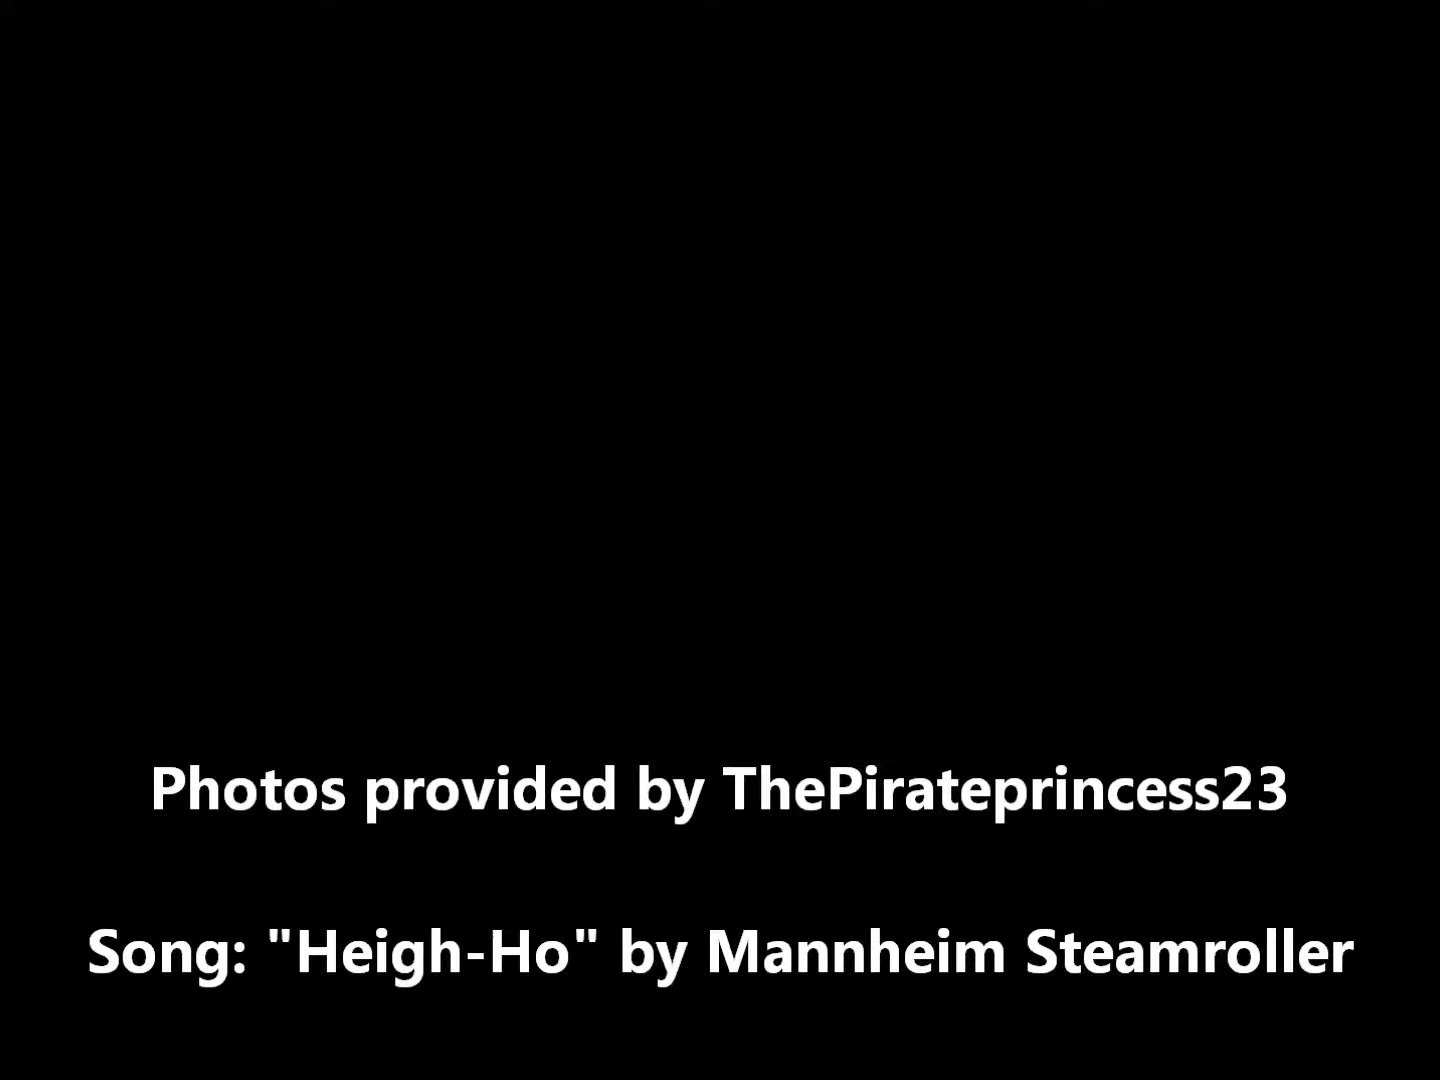 Photos provided by ThePirateprincess23
Song: "Heigh-Ho" by Mannheim Steamroller